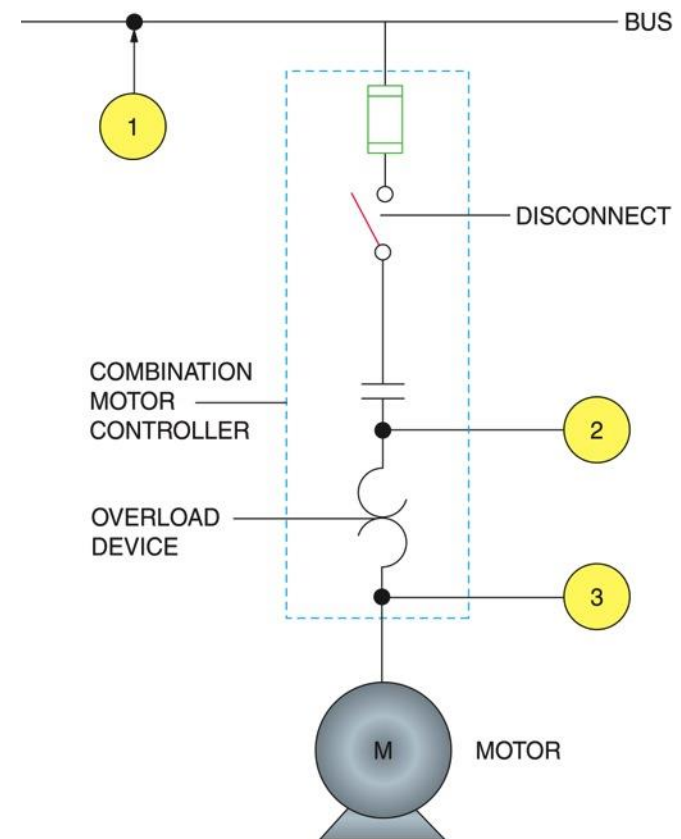 BUS
1
DISCONNECT
COMBINATION
MOTOR
CONTROLLER
2
OVERLOAD
DEVICE
3
M
MOTOR